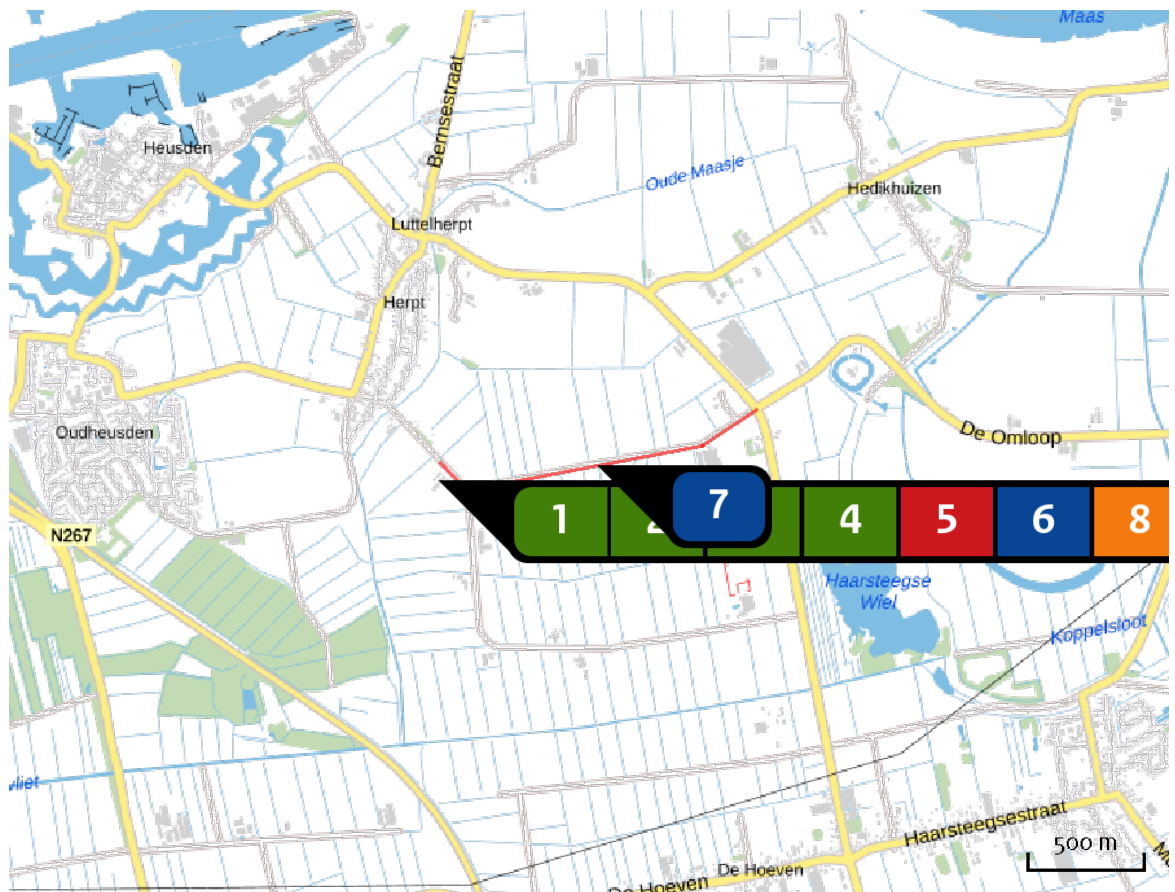 Maas
Heusden
Bernsestraat
Oude Maasje
Hedikhuizen
Luttelherpt
Herpt
Oudheusden
De Omloop
N267
1
2
7
4
5
6
8
Haarsteegse
Wiel
Koppelsloot
vliet
Haarsteegsestraat
500 m
De Hoeven
De Hoeven